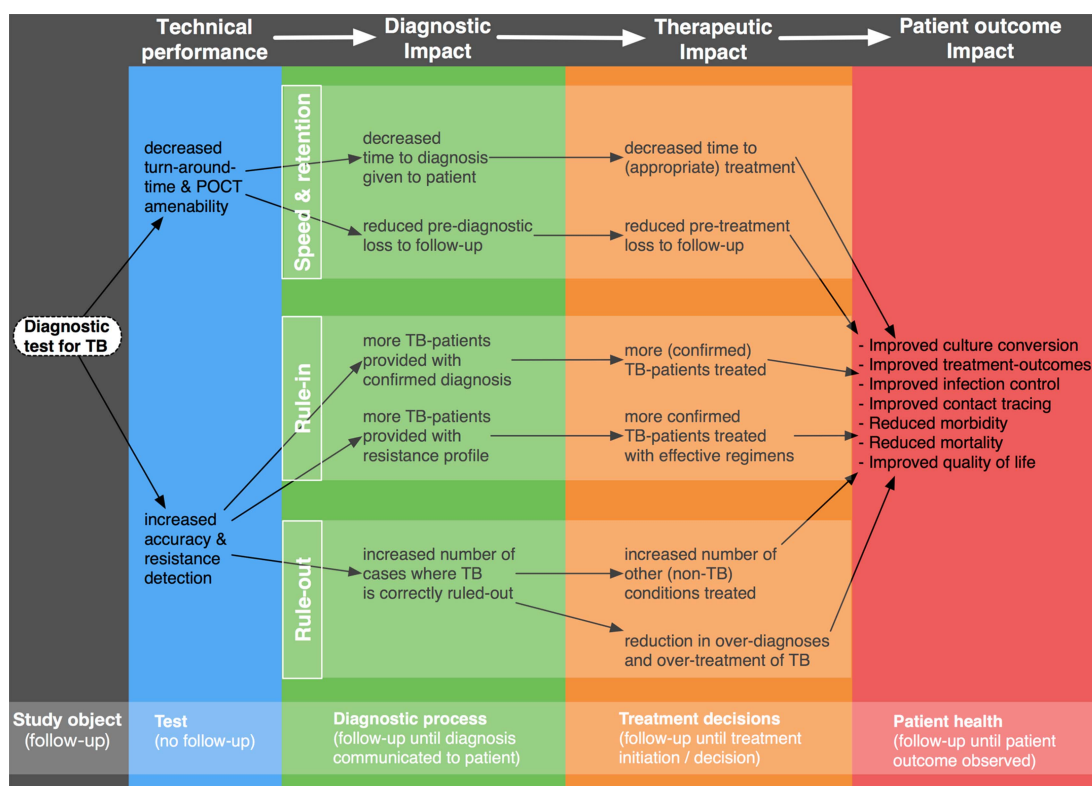 Technical
performance
Diagnostic
Impact
Therapeutic
Impact
Patient outcome
Impact
Diagnostic
test for TB
decreased
turn-around-
time & POCT
amenability
increased
accuracy &
resistance
detection
Speed & retention
decreased
time to diagnosis
given to patient
decreased time to
(appropriate) treatment
reduced pre-diagnostic
loss to follow-up
reduced pre-treatment
loss to follow-up
Rule-in
more TB-patients
provided with
confirmed diagnosis
more (confirmed)
TB-patients treated
more TB-patients
provided with
resistance profile
more confirmed
TB-patients treated
with effective regimens
Rule-out
increased number of
cases where TB
is correctly ruled-out
increased number of
other (non-TB)
conditions treated
reduction in over-diagnoses
and over-treatment of TB
- Improved culture conversion
- Improved treatment-outcomes
- Improved infection control
- Improved contact tracing
- Reduced morbidity
- Reduced mortality
- Improved quality of life
Study object
(follow-up)
Test
(no follow-up)
Diagnostic process
(follow-up until diagnosis
communicated to patient)
Treatment decisions
(follow-up until treatment
initiation / decision)
Patient health
(follow-up until patient
outcome observed)